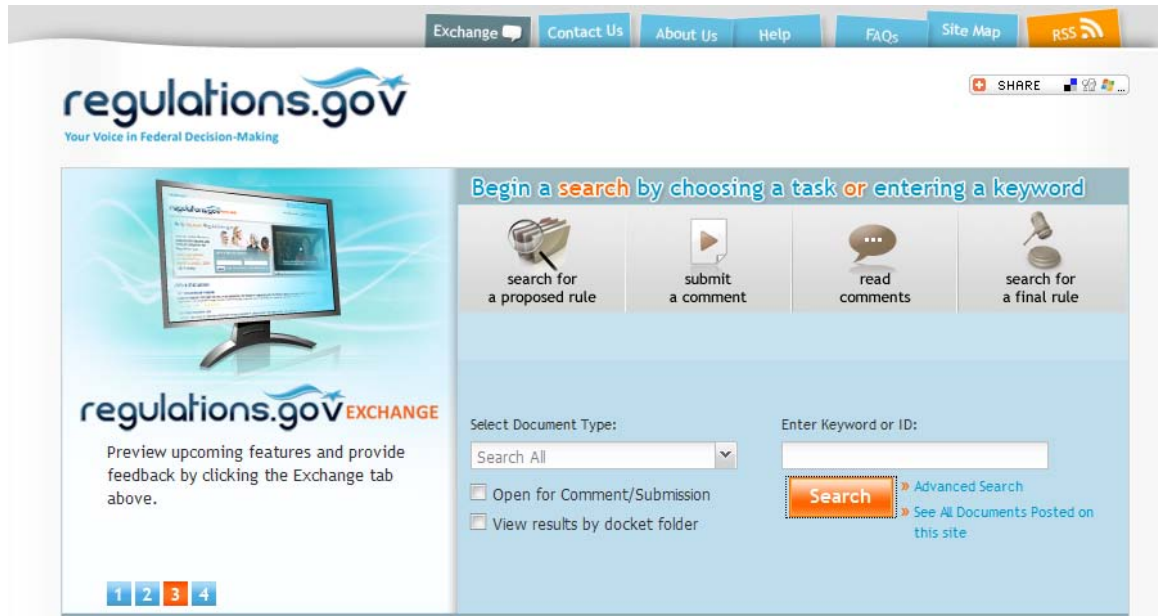 Exchange
Contact Us
About Us
Help
FAQs
Site Map
RSS
regulations.gov
Your Voice in Federal Decision-Making
SHARE
Begin a search by choosing a task or entering a keyword
search for
a proposed rule
submit
a comment
read
comments
search for
a final rule
regulations.gov EXCHANGE
Preview upcoming features and provide
feedback by clicking the Exchange tab
above.
1 2 3 4
Select Document Type:
Search All
Open for Comment/Submission
View results by docket folder
Enter Keyword or ID:
Search
» Advanced Search
» See All Documents Posted on
this site